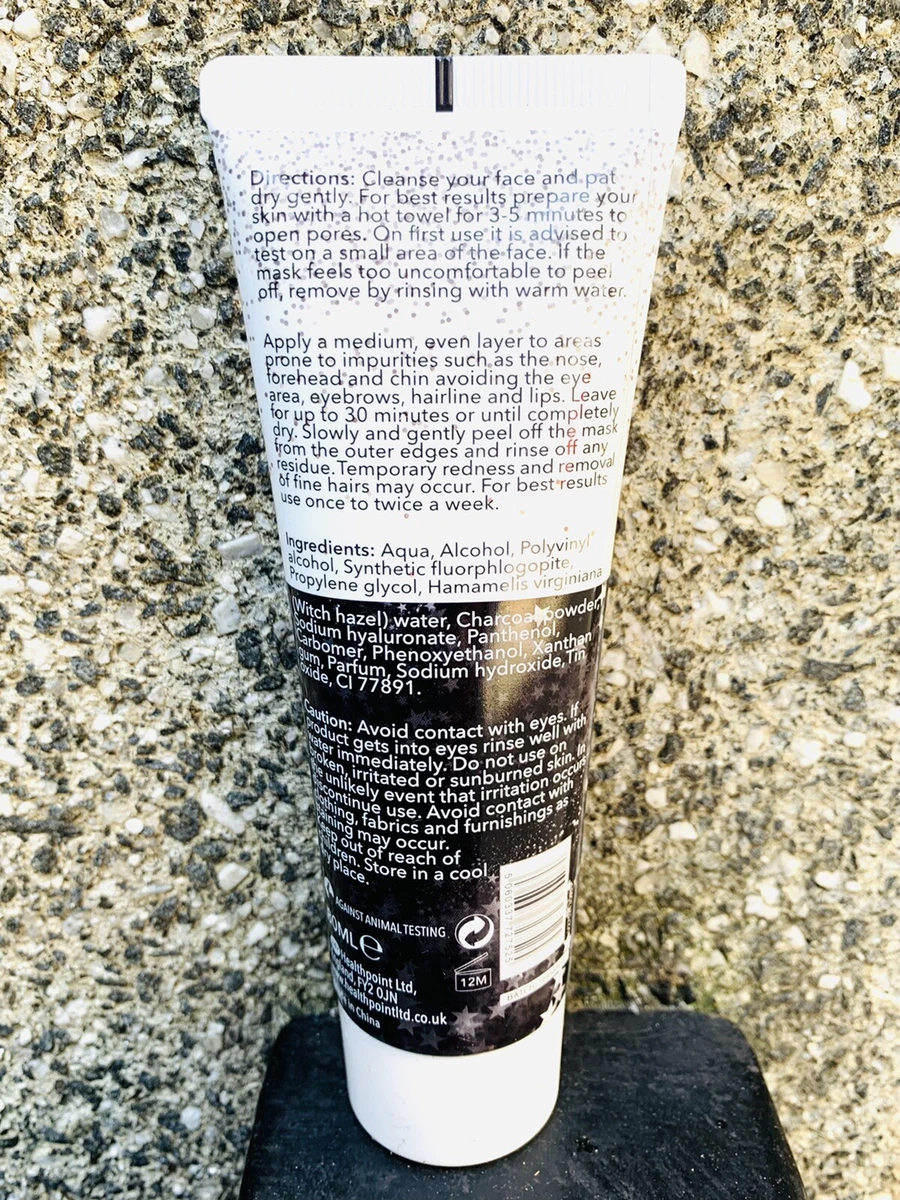 Directions: Cleanse your face and pat
dry gently. For best results prepare your
skin with a hot towel for 3-5 minutes to
open pores. On first use it is advised to
test on a small area of the face. If the
mask feels too uncomfortable to peel
off, remove by rinsing with warm water.
Apply a medium, even layer to areas
prone to impurities such as the nose,
forehead and chin avoiding the eye
area, eyebrows, hairline and lips. Leave
for up to 30 minutes or until completely
dry. Slowly and gently peel off the mask
from the outer edges and rinse off any
residue. Temporary redness and removal
of fine hairs may occur. For best results
use once to twice a week.
Ingredients: Aqua, Alcohol, Polyvinyl
alcohol, Synthetic fluorphlogopite,
Propylene glycol, Hamamelis virginiana
(Witch hazel) water, Charcoal powder,
Sodium hyaluronate, Panthenol,
Carbomer, Phenoxyethanol, Xanthan
gum, Parfum, Sodium hydroxide, Tin
oxide, CI 77891.
Caution: Avoid contact with eyes. If
product gets into eyes rinse well with
water immediately. Do not use on
broken, irritated or sunburned skin. In
unlikely event that irritation occurs
discontinue use. Avoid contact with
clothing, fabrics and furnishings as
staining may occur.
out of reach of
children. Store in a cool
place.
AGAINST ANIMAL TESTING
ML e
Healthpoint Ltd,
England, FY2 0JN
www.healthpointltd.co.uk
in China
12M
5060337727525